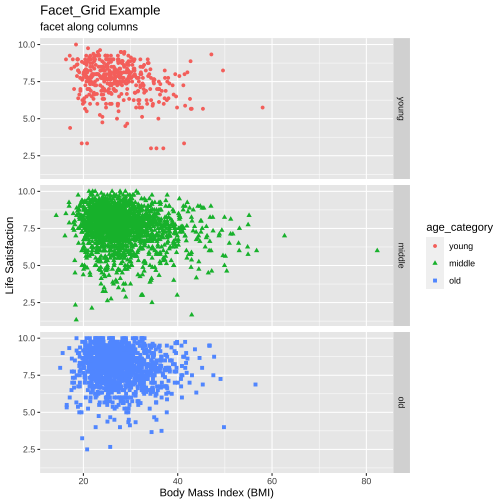 Facet_Grid Example
facet along columns
10.0
7.5
5.0
2.5
young
10.0
7.5
5.0
2.5
middle
10.0
7.5
5.0
2.5
old
20
40
60
80
Body Mass Index (BMI)
Life Satisfaction
age_category
young
middle
old